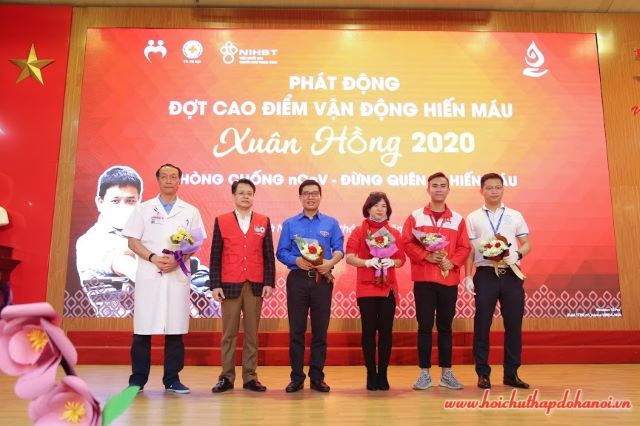 NIHBT
PHÁT ĐỘNG
ĐỢT CAO ĐIỂM VẬN ĐỘNG HIẾN MÁU
Xuân Hồng 2020
PHÒNG CHỐNG nCoV - ĐỪNG QUÊN HIẾN MÁU
www.hoichuthapdohanoi.vn